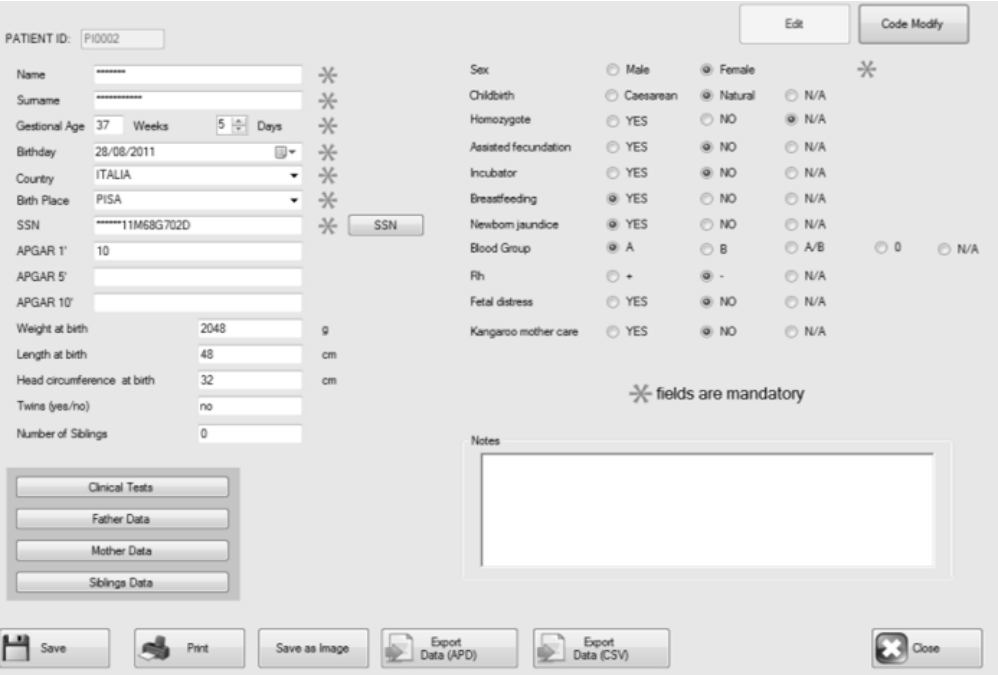 Edit Code Modify
PATIENT ID: PI0002
Name *******
Surname ***********
Gestional Age 37 Weeks 5 Days
Birthday 28/08/2011
Country ITALIA
Birth Place PISA
SSN ******11M68G702D SSN
APGAR 1' 10
APGAR 5'
APGAR 10'
Weight at birth 2048 g
Length at birth 48 cm
Head circumference at birth 32 cm
Twins (yes/no) no
Number of Siblings 0
Clinical Tests
Father Data
Mother Data
Siblings Data
Sex Male Female
Childbirth Caesarean Natural N/A
Homozygote YES NO N/A
Assisted fecundation YES NO N/A
Incubator YES NO N/A
Breastfeeding YES NO N/A
Newborn jaundice YES NO N/A
Blood Group A B A/B 0 N/A
Rh + - N/A
Fetal distress YES NO N/A
Kangaroo mother care YES NO N/A
fields are mandatory
Notes
Save Print Save as Image Export Data (APD) Export Data (CSV) Close